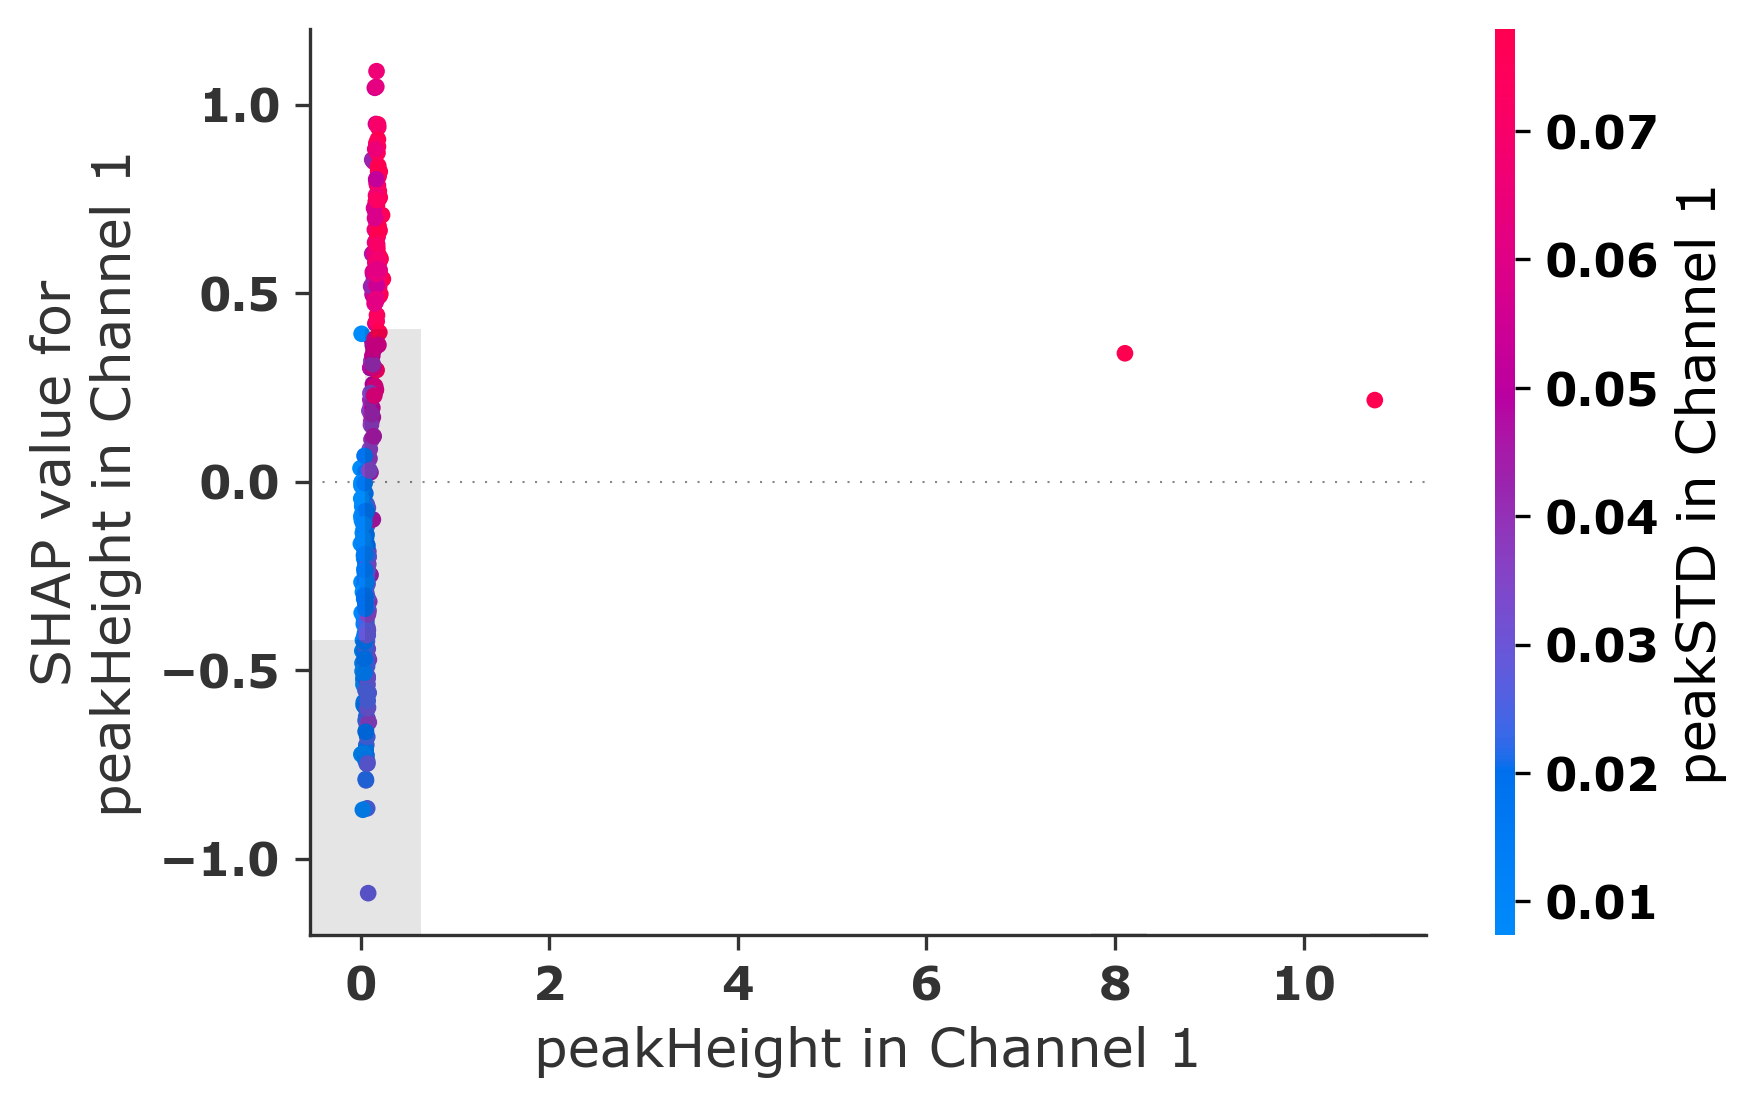 SHAP value for
peakHeight in Channel 1
1.0
0.5
0.0
−0.5
−1.0
0 2 4 6 8 10
peakHeight in Channel 1
0.07
0.06
0.05
0.04
0.03
0.02
0.01
peakSTD in Channel 1